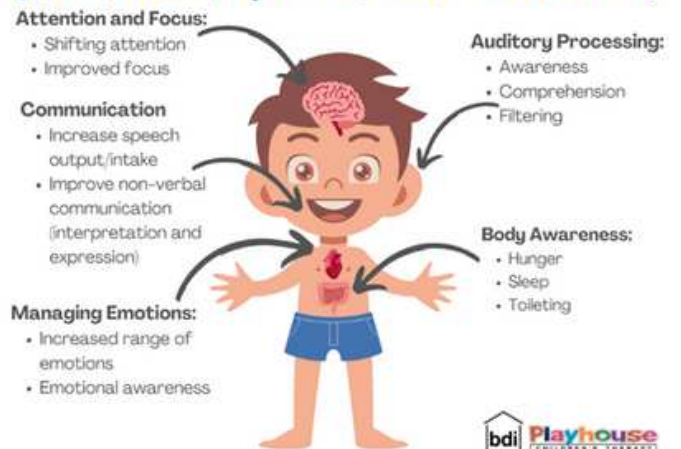 Attention and Focus:
• Shifting attention
• Improved focus
Communication
• Increase speech
output/intake
• Improve non-verbal
communication
(interpretation and
expression)
Managing Emotions:
• Increased range of
emotions
• Emotional awareness
Auditory Processing:
• Awareness
• Comprehension
• Filtering
Body Awareness:
• Hunger
• Sleep
• Toileting
bdi Playhouse
CHILDREN'S THERAPY